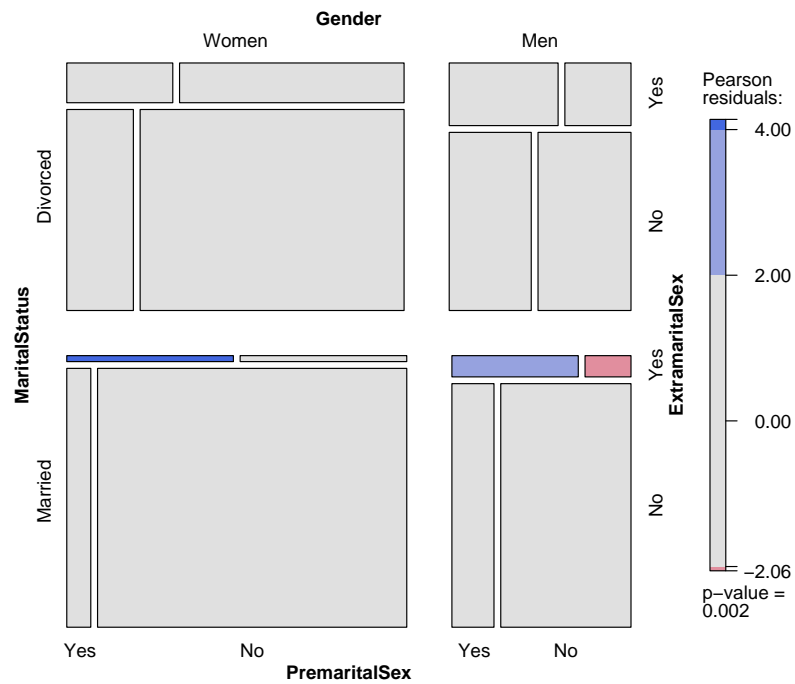 Gender
Women Men
MaritalStatus
Divorced
Married
Yes
No
Yes
No
ExtramaritalSex
Yes No Yes No
PremaritalSex
Pearson
residuals:
4.00
2.00
0.00
−2.06
p−value =
0.002